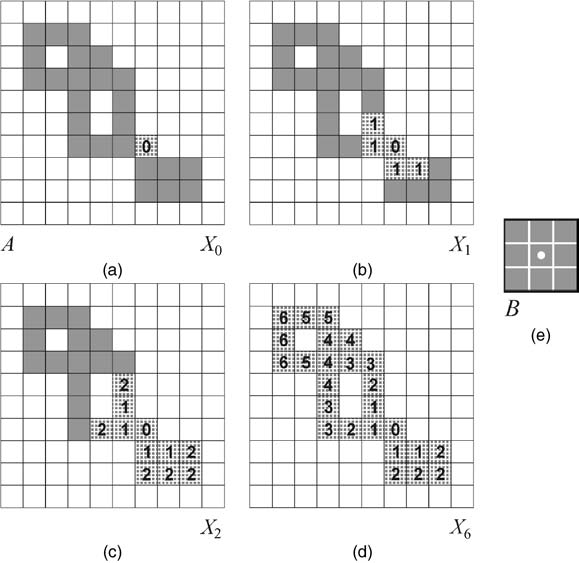 0
1
1 0
1 1
A X0 X1
(a) (b)
B
(e)
6 5 5
6 4 4
6 5 4 3 3
2 4 2
1 3 1
2 1 0 3 2 1 0
1 1 2 1 1 2
2 2 2 2 2 2
X2 X6
(c) (d)